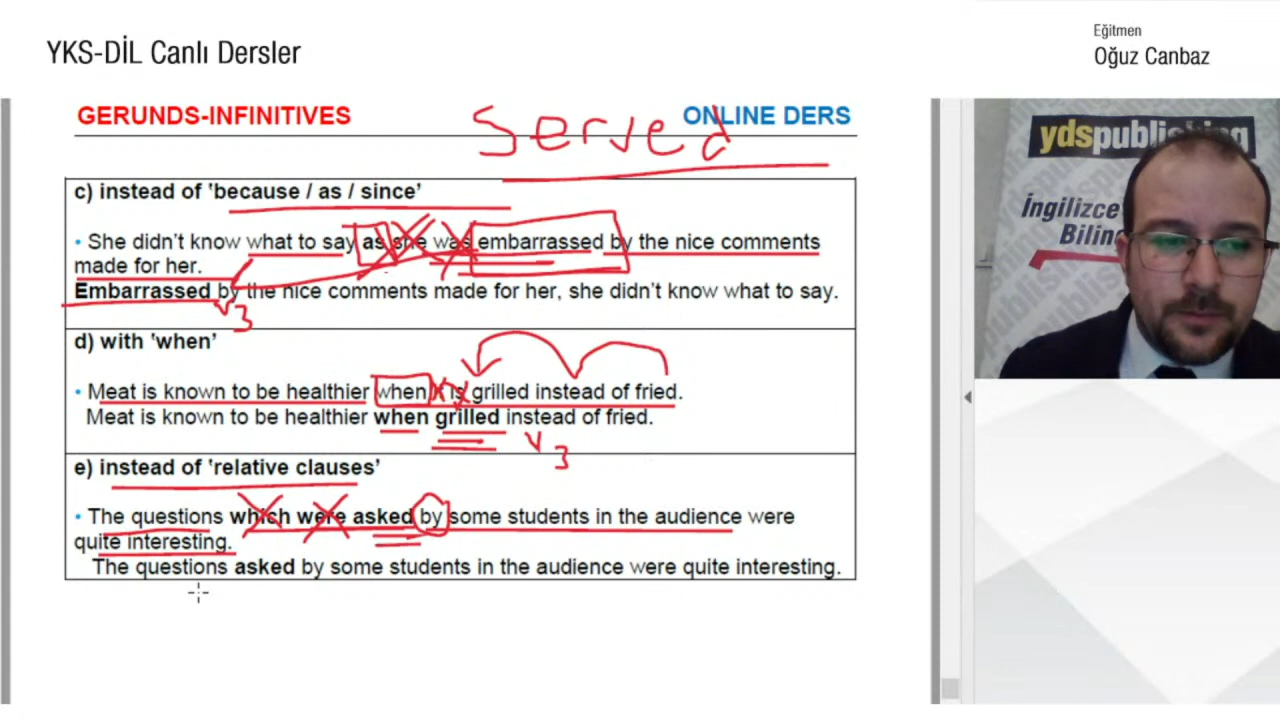 YKS-DİL Canlı Dersler
Eğitmen
Oğuz Canbaz
GERUNDS-INFINITIVES
Served
ONLINE DERS
c) instead of 'because / as / since'
• She didn't know what to say as she was embarrassed by the nice comments
made for her.
Embarrassed by the nice comments made for her, she didn't know what to say.
V3
d) with 'when'
• Meat is known to be healthier when it is grilled instead of fried.
Meat is known to be healthier when grilled instead of fried.
V3
e) instead of 'relative clauses'
• The questions which were asked by some students in the audience were
quite interesting.
The questions asked by some students in the audience were quite interesting.
ydspublishing
İngilizce
Bilin